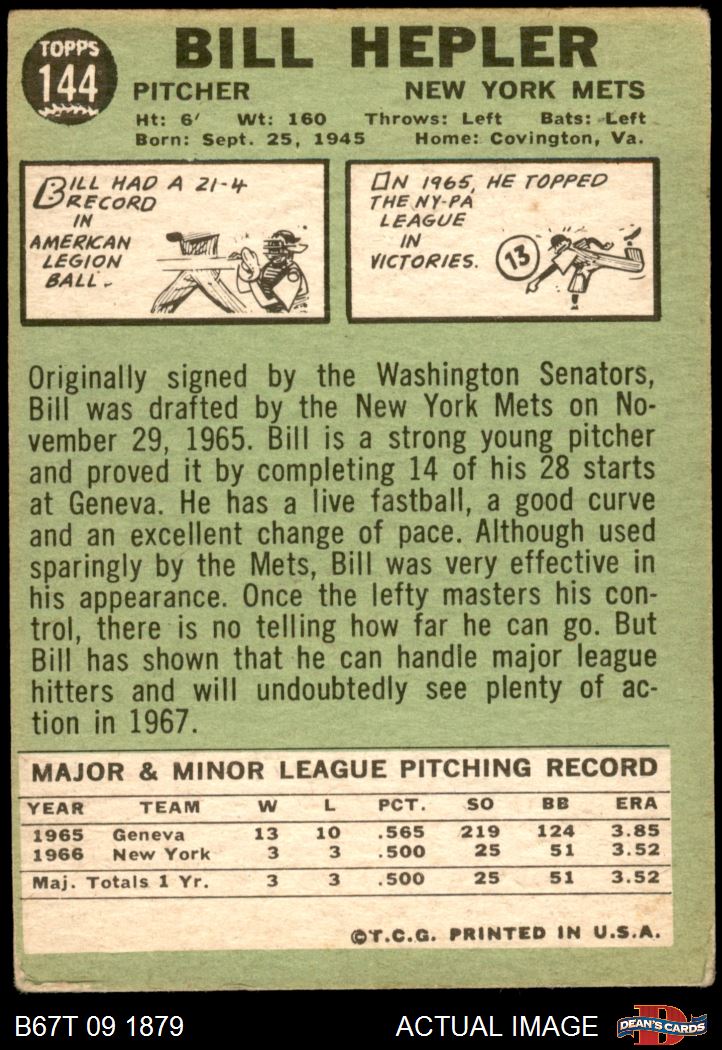 TOPPS
144
BILL HEPLER
PITCHER NEW YORK METS
Ht: 6' Wt: 160 Throws: Left Bats: Left
Born: Sept. 25, 1945 Home: Covington, Va.
BILL HAD A 21-4
RECORD
IN
AMERICAN
LEGION
BALL.
IN 1965, HE TOPPED
THE NY-PA
LEAGUE
IN
VICTORIES.
13
Originally signed by the Washington Senators,
Bill was drafted by the New York Mets on No-
vember 29, 1965. Bill is a strong young pitcher
and proved it by completing 14 of his 28 starts
at Geneva. He has a live fastball, a good curve
and an excellent change of pace. Although used
sparingly by the Mets, Bill was very effective in
his appearance. Once the lefty masters his con-
trol, there is no telling how far he can go. But
Bill has shown that he can handle major league
hitters and will undoubtedly see plenty of ac-
tion in 1967.
MAJOR & MINOR LEAGUE PITCHING RECORD
YEAR TEAM W L PCT. SO BB ERA
1965 Geneva 13 10 .565 219 124 3.85
1966 New York 3 3 .500 25 51 3.52
Maj. Totals 1 Yr. 3 3 .500 25 51 3.52
©T.C.G. PRINTED IN U.S.A.
B67T 09 1879 ACTUAL IMAGE D DEAN'S CARDS